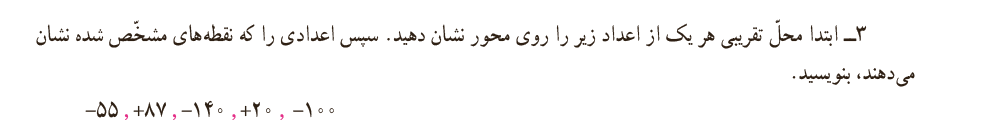 ۳ــ ابتدا محلّ تقریبی هر یک از اعداد زیر را روی محور نشان دهید. سپس اعدادی را که نقطه‌های مشخّص شده نشان
می‌دهند، بنویسید.
−۵۵ , +۸۷ , −۱۴۰ , +۲۰ , −۱۰۰